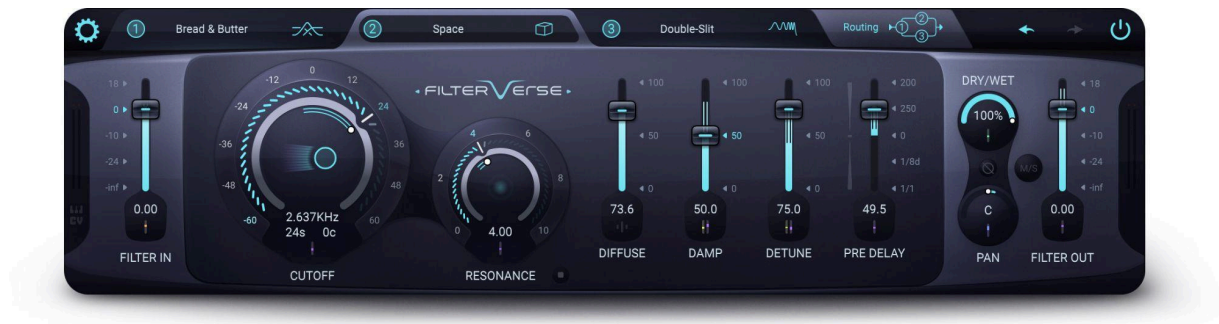 1 Bread & Butter
2 Space
3 Double-Slit
Routing 1 2 3
18
0
-10
-24
-inf
0.00
FILTER IN
-60
-48
-36
-24
-12
0
12
24
36
48
60
2.637KHz
24s 0c
CUTOFF
FILTERVERSE
0
2
4
6
8
10
4.00
RESONANCE
100
50
0
73.6
DIFFUSE
100
50
0
50.0
DAMP
100
50
0
75.0
DETUNE
200
250
0
1/8d
1/1
49.5
PRE DELAY
DRY/WET
100%
M/S
C
PAN
18
0
-10
-24
-inf
0.00
FILTER OUT